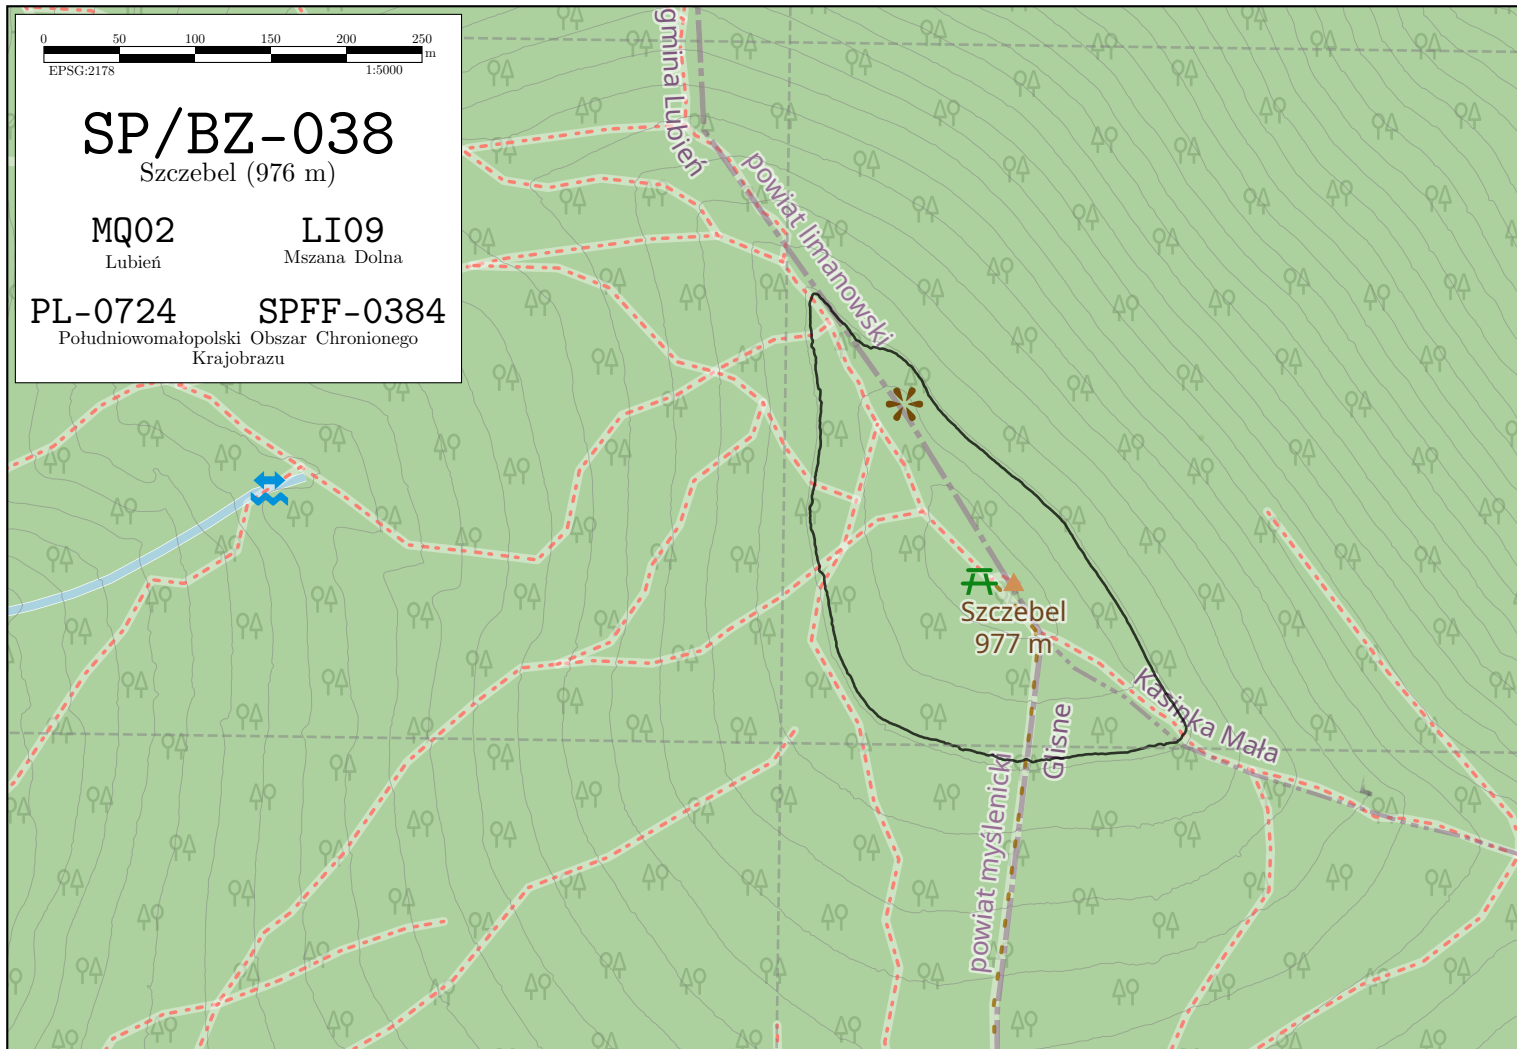 0 50 100 150 200 250 m
EPSG:2178 1:5000
SP/BZ-038
Szczebel (976 m)
MQ02 LI09
Lubień Mszana Dolna
PL-0724 SPFF-0384
Południowomałopolski Obszar Chronionego
Krajobrazu
gmina Lubień
powiat limanowski
Szczebel
977 m
Kasinka Mała
Glisne
powiat myślenicki